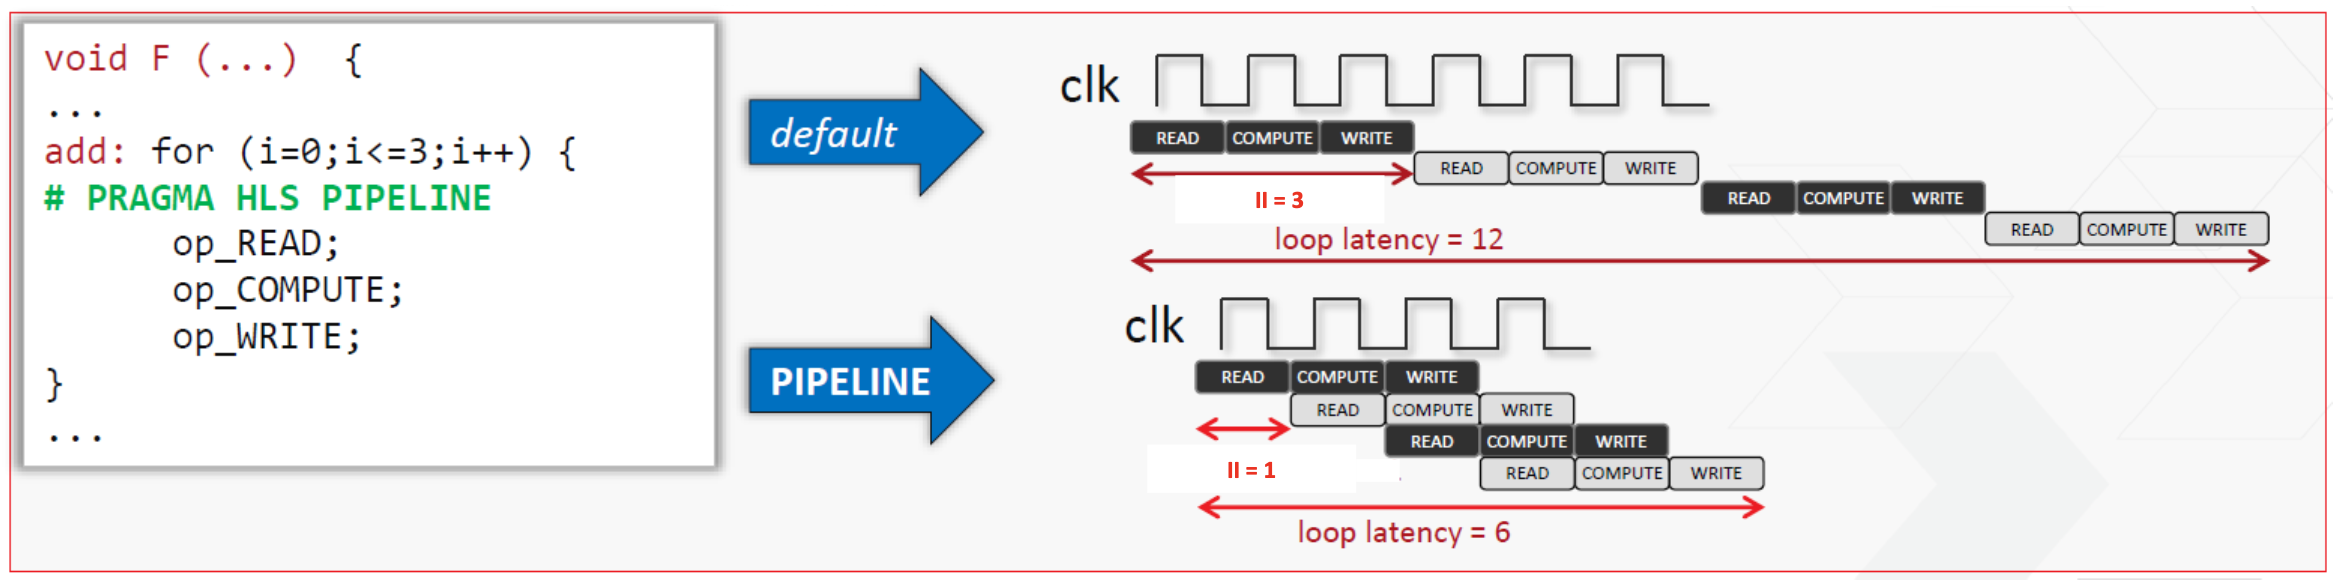 void F (...) {
...
add: for (i=0;i<=3;i++) {
# PRAGMA HLS PIPELINE
op_READ;
op_COMPUTE;
op_WRITE;
}
...
default
clk
READ COMPUTE WRITE
READ COMPUTE WRITE
II = 3
READ COMPUTE WRITE
READ COMPUTE WRITE
loop latency = 12
PIPELINE
clk
READ COMPUTE WRITE
READ COMPUTE WRITE
READ COMPUTE WRITE
II = 1
READ COMPUTE WRITE
loop latency = 6